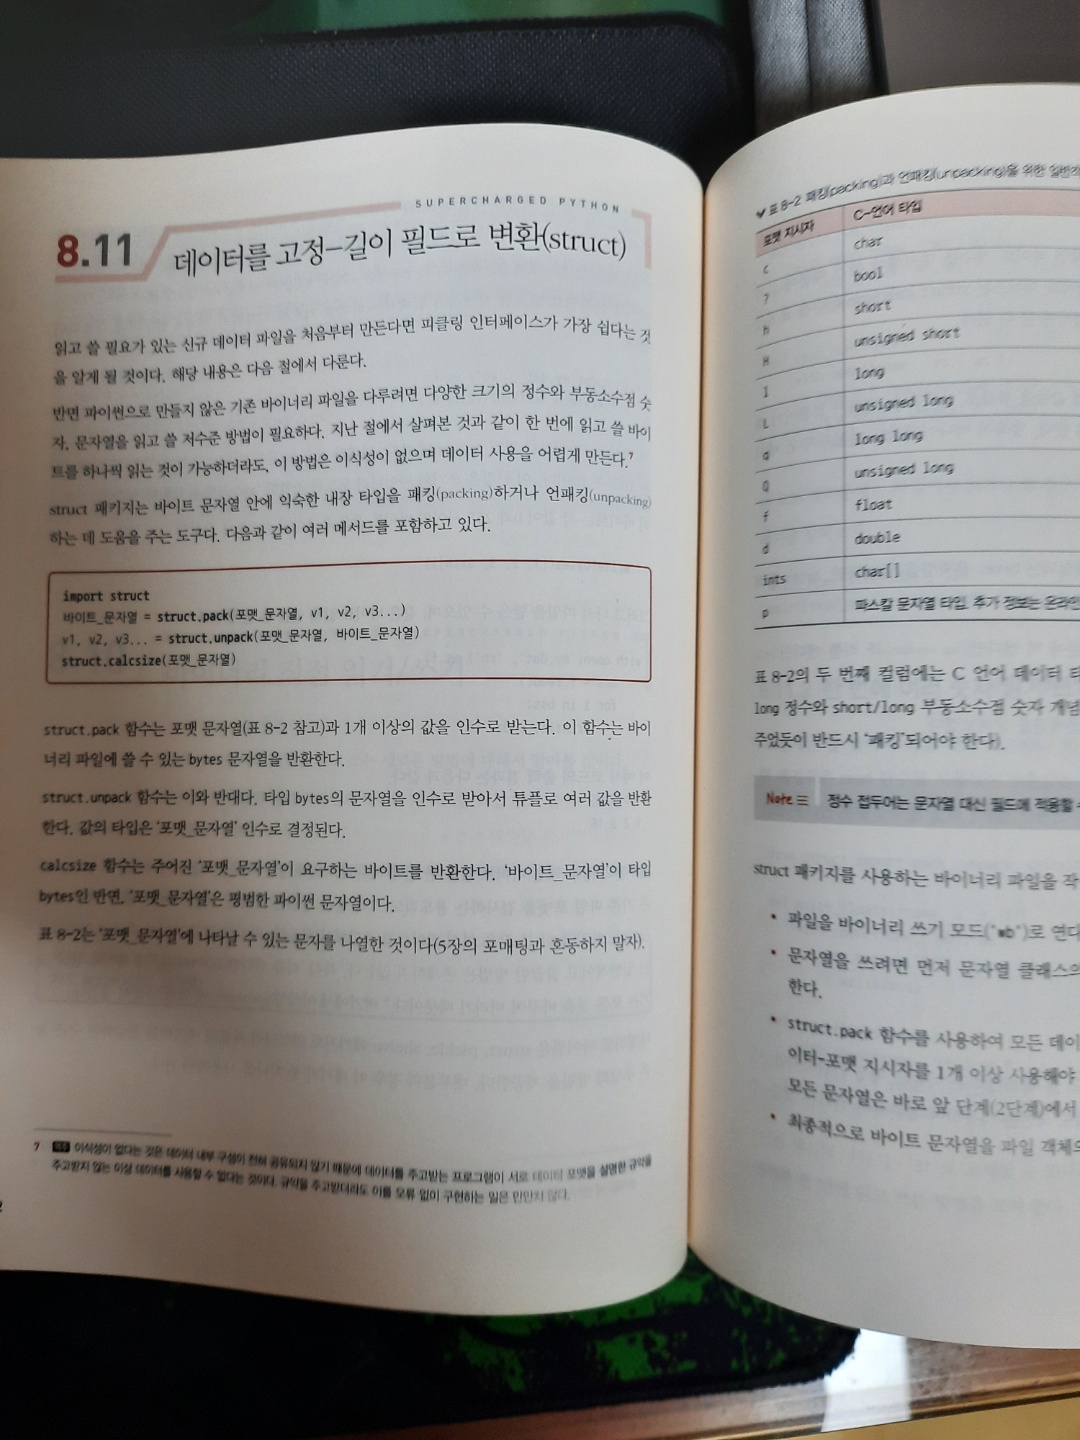 SUPERCHARGED PYTHON
8.11 데이터를 고정-길이 필드로 변환(struct)
읽고 쓸 필요가 있는 신규 데이터 파일을 처음부터 만든다면 피클링 인터페이스가 가장 쉽다는 것
을 알게 될 것이다. 해당 내용은 다음 절에서 다룬다.
반면 파이썬으로 만들지 않은 기존 바이너리 파일을 다루려면 다양한 크기의 정수와 부동소수점 숫
자, 문자열을 읽고 쓸 저수준 방법이 필요하다. 지난 절에서 살펴본 것과 같이 한 번에 읽고 쓸 바이
트를 하나씩 읽는 것이 가능하더라도, 이 방법은 이식성이 없으며 데이터 사용을 어렵게 만든다.7
struct 패키지는 바이트 문자열 안에 익숙한 내장 타입을 패킹(packing)하거나 언패킹(unpacking)
하는 데 도움을 주는 도구다. 다음과 같이 여러 메서드를 포함하고 있다.
import struct
바이트_문자열 = struct.pack(포맷_문자열, v1, v2, v3...)
v1, v2, v3... = struct.unpack(포맷_문자열, 바이트_문자열)
struct.calcsize(포맷_문자열)
struct.pack 함수는 포맷 문자열(표 8-2 참고)과 1개 이상의 값을 인수로 받는다. 이 함수는 바이
너리 파일에 쓸 수 있는 bytes 문자열을 반환한다.
struct.unpack 함수는 이와 반대다. 타입 bytes의 문자열을 인수로 받아서 튜플로 여러 값을 반환
한다. 값의 타입은 '포맷_문자열' 인수로 결정된다.
calcsize 함수는 주어진 '포맷_문자열'이 요구하는 바이트를 반환한다. '바이트_문자열'이 타입
bytes인 반면, '포맷_문자열'은 평범한 파이썬 문자열이다.
표 8-2는 '포맷_문자열'에 나타날 수 있는 문자를 나열한 것이다(5장의 포매팅과 혼동하지 말자).
7 역주 이식성이 없다는 것은 데이터 내부 구성이 전혀 공유되지 않기 때문에 데이터를 주고받는 프로그램이 서로 데이터 포맷을 설명한 규약을
주고받지 않는 이상 데이터를 사용할 수 없다는 것이다. 규약을 주고받더라도 이를 오류 없이 구현하는 일은 만만치 않다.
2
▼ 표 8-2 패킹(packing)과 언패킹(unpacking)을 위한 일반적
포맷 지시자 C-언어 타입
c char
? bool
h short
H unsigned short
l long
L unsigned long
q long long
Q unsigned long
f float
d double
ints char[]
p 파스칼 문자열 타입. 추가 정보는 온라인
표 8-2의 두 번째 컬럼에는 C 언어 데이터 타
long 정수와 short/long 부동소수점 숫자 개념
주었듯이 반드시 '패킹'되어야 한다).
Note 정수 접두어는 문자열 대신 필드에 적용할
struct 패키지를 사용하는 바이너리 파일을 작
• 파일을 바이너리 쓰기 모드('wb')로 연다
• 문자열을 쓰려면 먼저 문자열 클래스의
한다.
• struct.pack 함수를 사용하여 모든 데이
이터-포맷 지시자를 1개 이상 사용해야
모든 문자열은 바로 앞 단계(2단계)에서
• 최종적으로 바이트 문자열을 파일 객체의